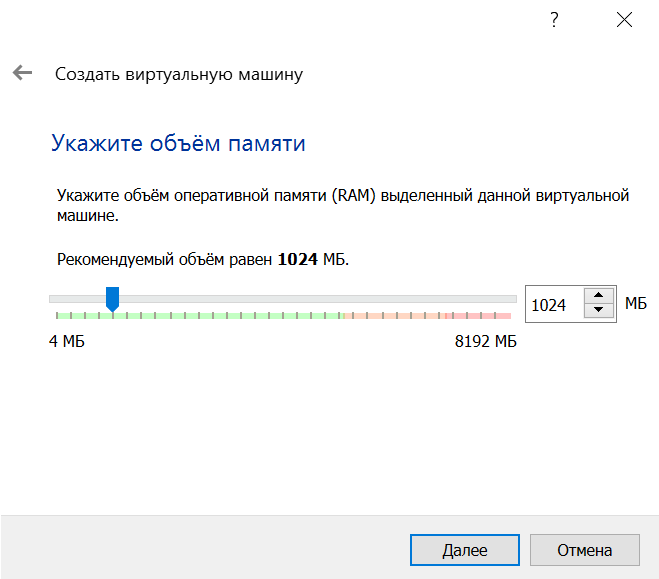 ?
Создать виртуальную машину
Укажите объём памяти
Укажите объём оперативной памяти (RAM) выделенный данной виртуальной
машине.
Рекомендуемый объём равен 1024 МБ.
1024 МБ
4 МБ 8192 МБ
Далее Отмена